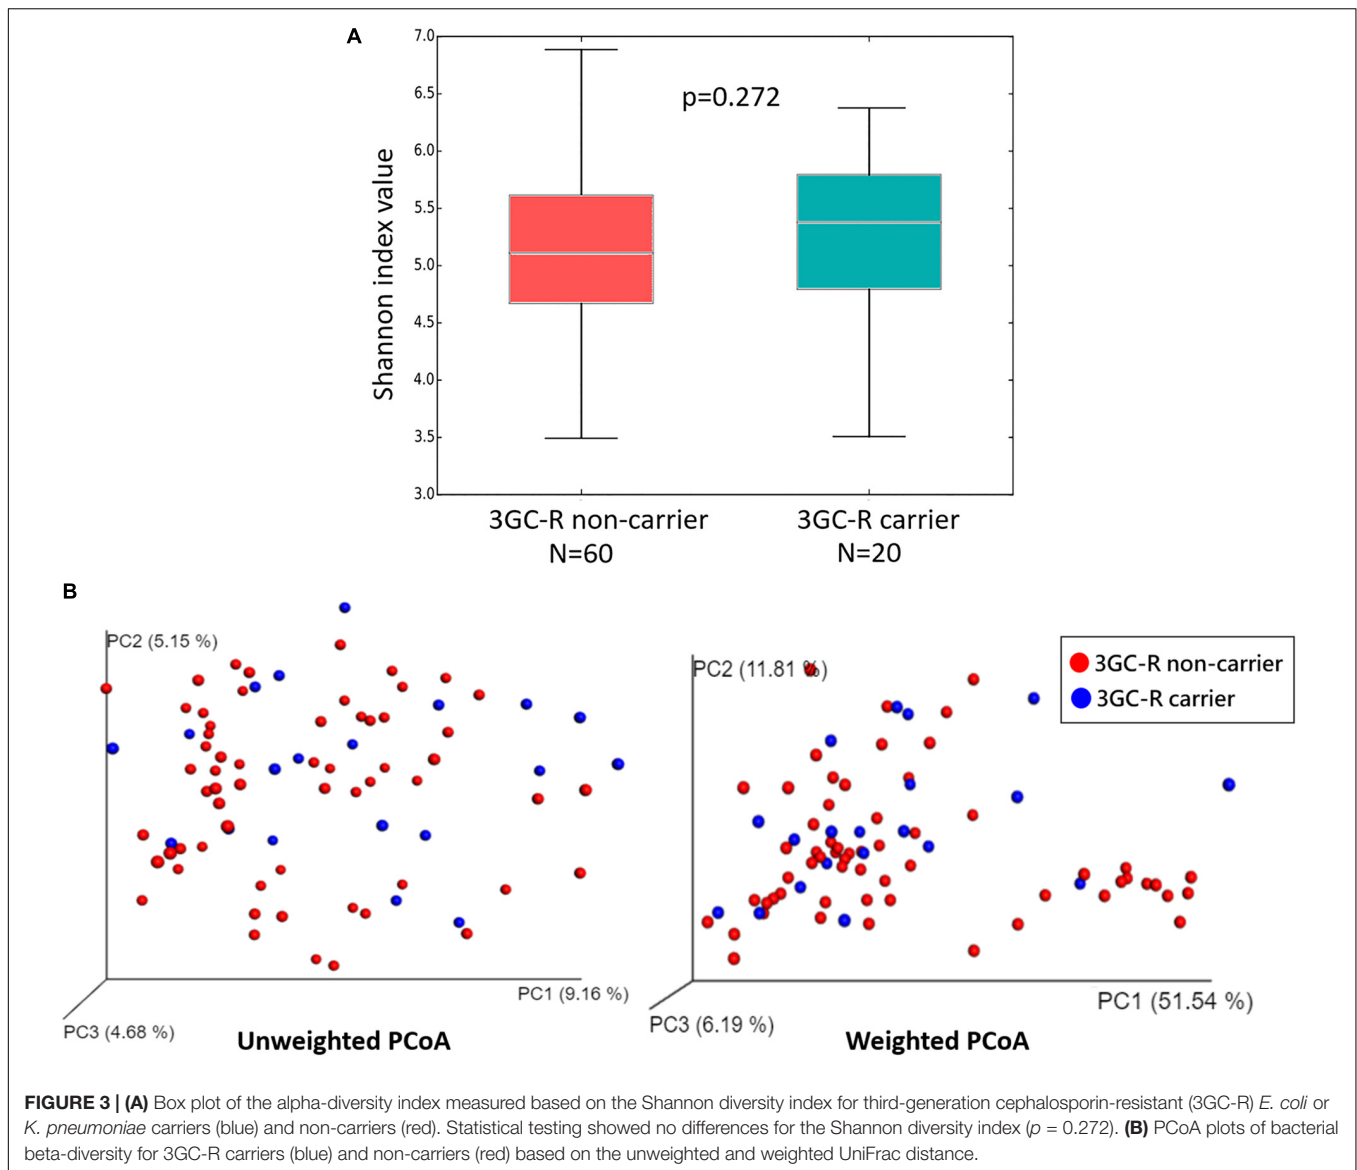 A
7.0
6.5
6.0
5.5
5.0
4.5
4.0
3.5
3.0
Shannon index value
p=0.272
3GC-R non-carrier
N=60
3GC-R carrier
N=20
B
PC2 (5.15 %)
PC1 (9.16 %)
PC3 (4.68 %)
Unweighted PCoA
PC2 (11.81 %)
3GC-R non-carrier
3GC-R carrier
PC1 (51.54 %)
PC3 (6.19 %)
Weighted PCoA
FIGURE 3 | (A) Box plot of the alpha-diversity index measured based on the Shannon diversity index for third-generation cephalosporin-resistant (3GC-R) E. coli or
K. pneumoniae carriers (blue) and non-carriers (red). Statistical testing showed no differences for the Shannon diversity index (p = 0.272). (B) PCoA plots of bacterial
beta-diversity for 3GC-R carriers (blue) and non-carriers (red) based on the unweighted and weighted UniFrac distance.